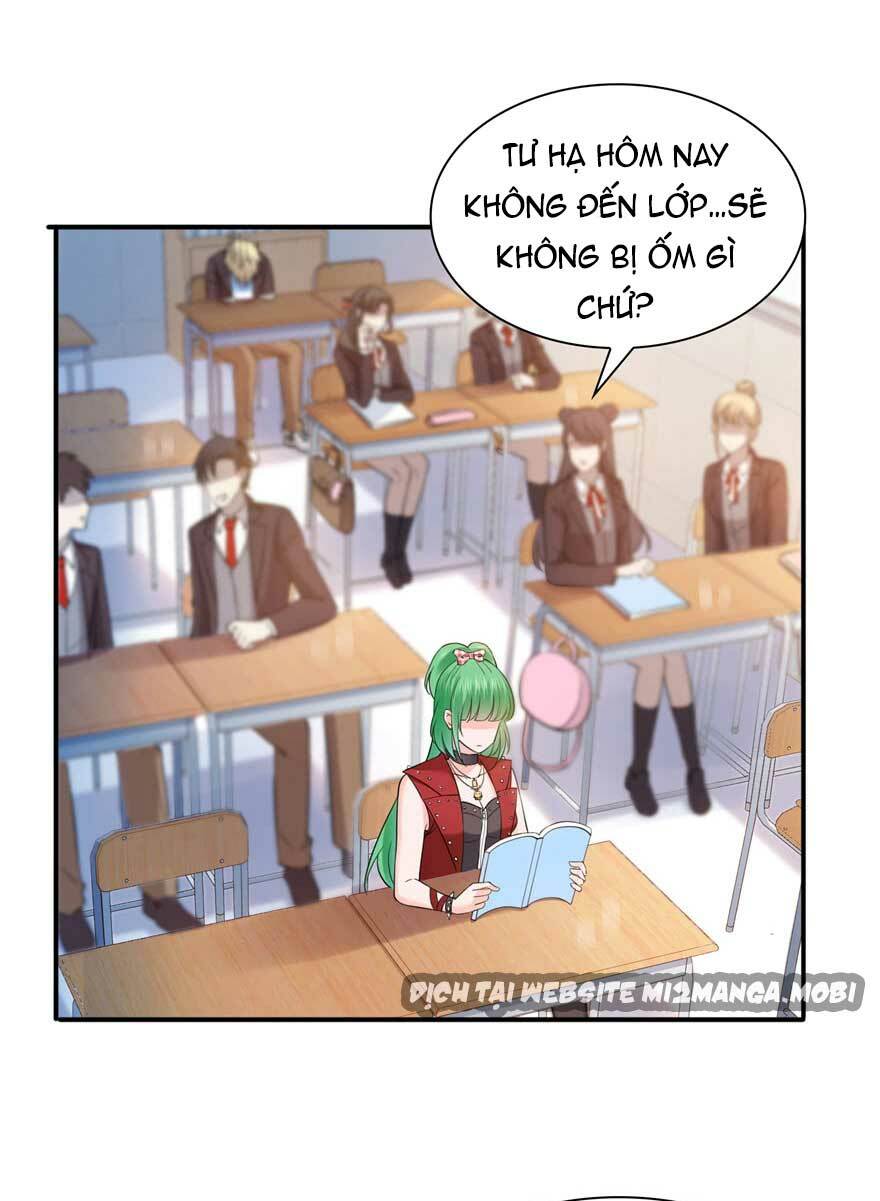 TƯ HẠ HÔM NAY
KHÔNG ĐẾN LỚP...SẼ
KHÔNG BỊ ỐM GÌ
CHỨ?
DỊCH TẠI WEBSITE MI2MANGA.MOBI